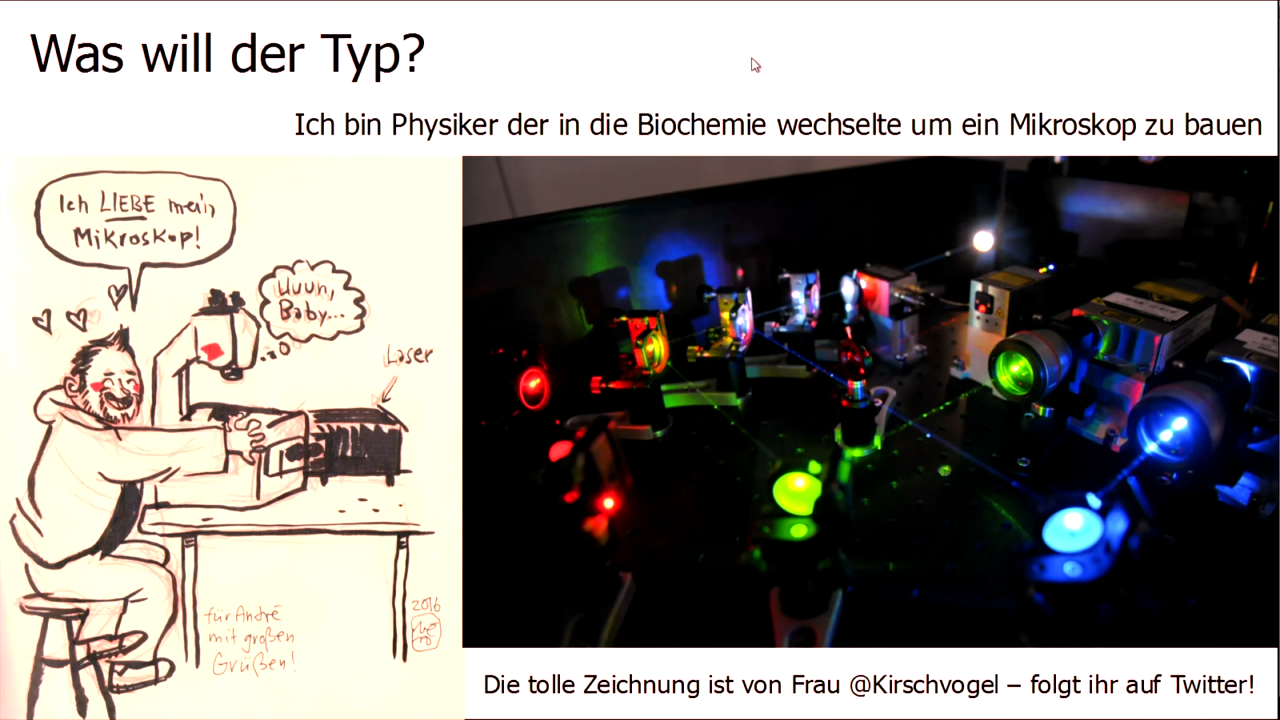 Was will der Typ?
Ich bin Physiker der in die Biochemie wechselte um ein Mikroskop zu bauen
Ich LIEBE mein
Mikroskop!
Uuuh,
Baby...
Laser
für André
mit großen
Grüßen!
2016
Die tolle Zeichnung ist von Frau @Kirschvogel – folgt ihr auf Twitter!